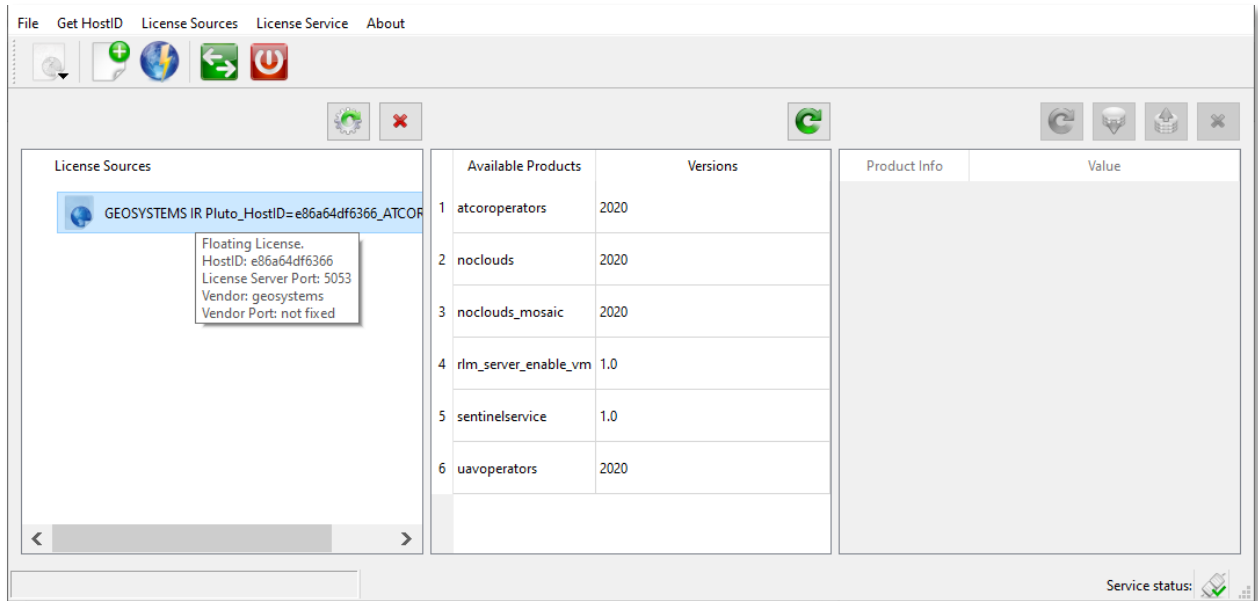 File Get HostID License Sources License Service About
License Sources
GEOSYSTEMS IR Pluto_HostID=e86a64df6366_ATCOR
Floating License.
HostID: e86a64df6366
License Server Port: 5053
Vendor: geosystems
Vendor Port: not fixed
Available Products Versions
1 atcoroperators 2020
2 noclouds 2020
3 noclouds_mosaic 2020
4 rlm_server_enable_vm 1.0
5 sentinelservice 1.0
6 uavoperators 2020
Product Info Value
Service status: